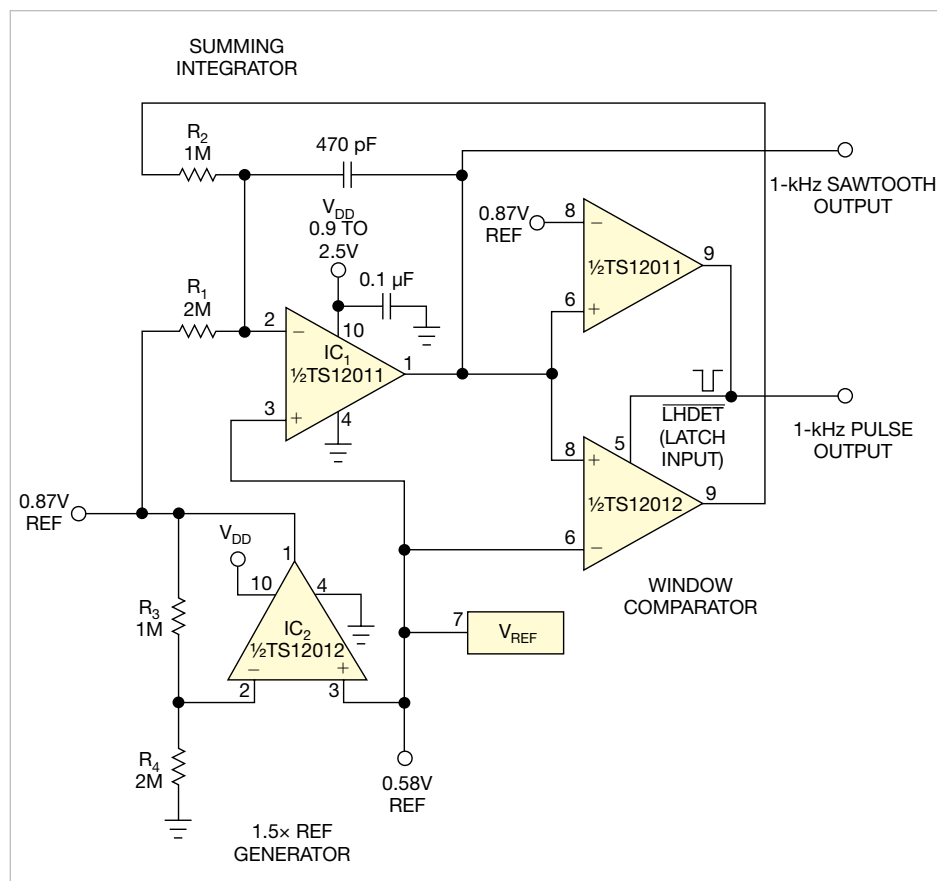 SUMMING
INTEGRATOR
R2
1M
470 pF
VDD
0.9 TO
2.5V
0.1 µF
R1
2M
2
−
10
IC1
½TS12011
1
3
+
4
1-kHz SAWTOOTH
OUTPUT
0.87V
REF
8
−
9
½TS12011
6
+
LHDET
(LATCH
INPUT)
5
1-kHz PULSE
OUTPUT
8
+
9
½TS12012
6
−
WINDOW
COMPARATOR
0.87V
REF
VDD
1
10
4
R3
1M
IC2
½TS12012
−
+
2
3
7
VREF
R4
2M
0.58V
REF
1.5× REF
GENERATOR